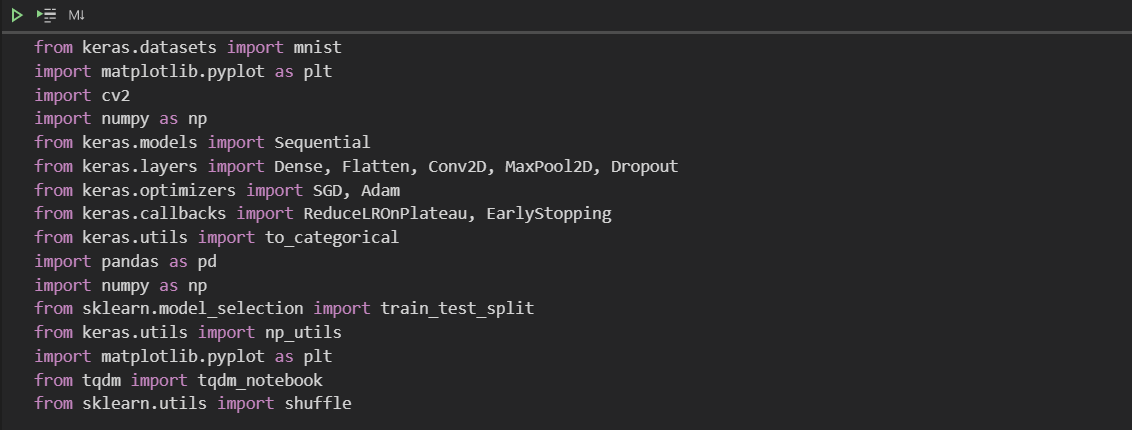 M↓
from keras.datasets import mnist
import matplotlib.pyplot as plt
import cv2
import numpy as np
from keras.models import Sequential
from keras.layers import Dense, Flatten, Conv2D, MaxPool2D, Dropout
from keras.optimizers import SGD, Adam
from keras.callbacks import ReduceLROnPlateau, EarlyStopping
from keras.utils import to_categorical
import pandas as pd
import numpy as np
from sklearn.model_selection import train_test_split
from keras.utils import np_utils
import matplotlib.pyplot as plt
from tqdm import tqdm_notebook
from sklearn.utils import shuffle